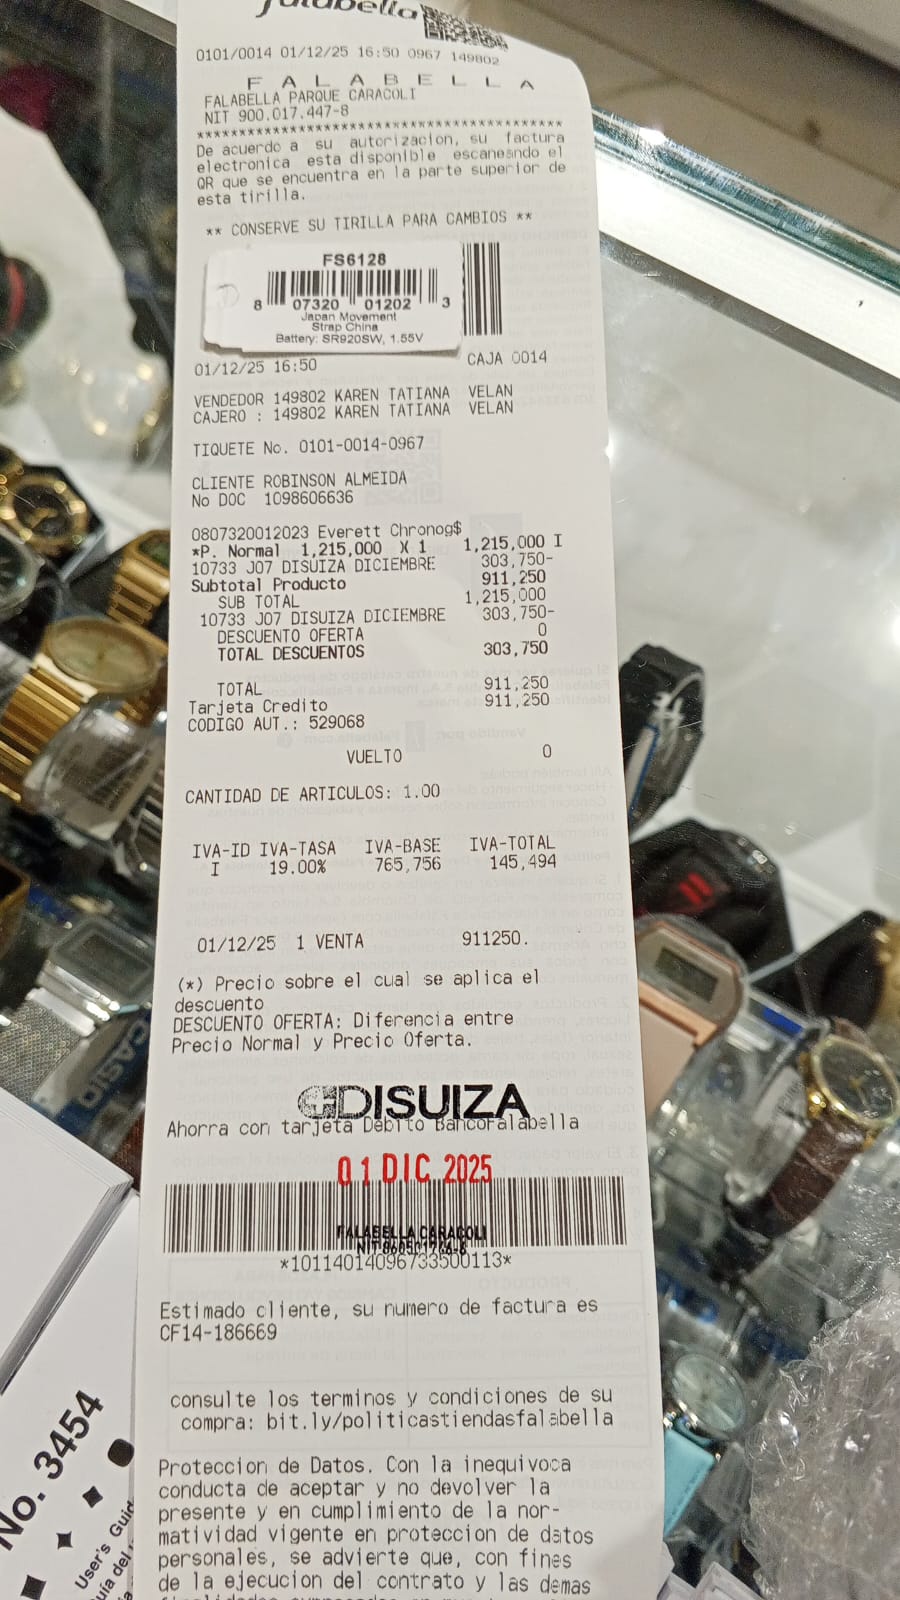 falabella
0101/0014 01/12/25 16:50 0967 149802
F A L A B E L L A
FALABELLA PARQUE CARACOLI
NIT 900.017.447-8
******************************************
De acuerdo a su autorizacion, su factura
electronica esta disponible escaneando el
QR que se encuentra en la parte superior de
esta tirilla.
** CONSERVE SU TIRILLA PARA CAMBIOS **
FS6128
8 07320 01202 3
Japan Movement
Strap China
Battery: SR920SW, 1.55V
01/12/25 16:50 CAJA 0014
VENDEDOR 149802 KAREN TATIANA VELAN
CAJERO : 149802 KAREN TATIANA VELAN
TIQUETE No. 0101-0014-0967
CLIENTE ROBINSON ALMEIDA
No DOC 1098606636
0807320012023 Everett Chronog$
*P. Normal 1,215,000 X 1 1,215,000 I
10733 J07 DISUIZA DICIEMBRE 303,750-
Subtotal Producto 911,250
SUB TOTAL 1,215,000
10733 J07 DISUIZA DICIEMBRE 303,750-
DESCUENTO OFERTA 0
TOTAL DESCUENTOS 303,750
TOTAL 911,250
Tarjeta Credito 911,250
CODIGO AUT.: 529068
VUELTO 0
CANTIDAD DE ARTICULOS: 1.00
IVA-ID IVA-TASA IVA-BASE IVA-TOTAL
I 19.00% 765,756 145,494
01/12/25 1 VENTA 911250.
(*) Precio sobre el cual se aplica el
descuento
DESCUENTO OFERTA: Diferencia entre
Precio Normal y Precio Oferta.
DISUIZA
Ahorra con tarjeta Debito BancoFalabella
01 DIC 2025
FALABELLA CARACOLI
*10114014096733500113*
Estimado cliente, su numero de factura es
CF14-186669
consulte los terminos y condiciones de su
compra: bit.ly/politicastiendasfalabella
Proteccion de Datos. Con la inequivoca
conducta de aceptar y no devolver la
presente y en cumplimiento de la nor-
matividad vigente en proteccion de datos
personales, se advierte que, con fines
de la ejecucion del contrato y las demas
No. 3454
User's Guid
CASIO